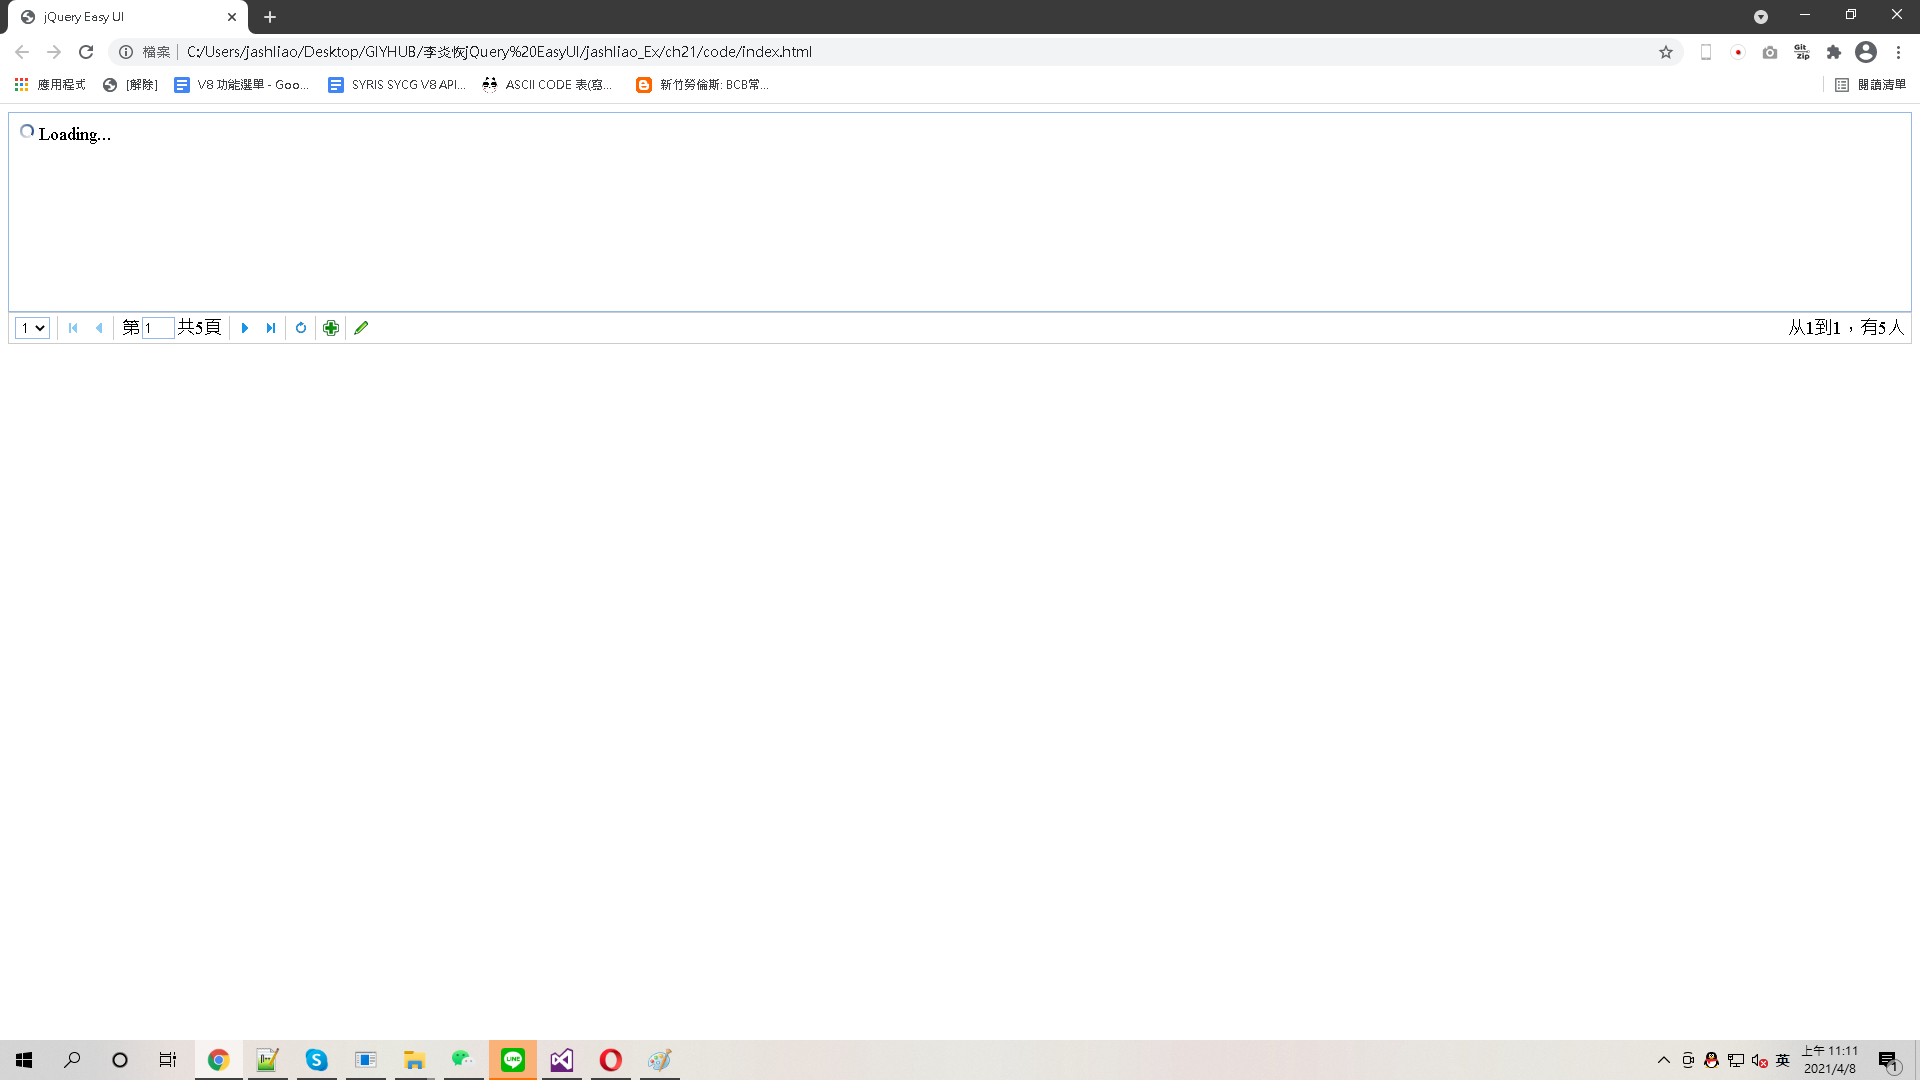 jQuery Easy UI
檔案 C:/Users/jashliao/Desktop/GIYHUB/李炎恢jQuery%20EasyUI/jashliao_Ex/ch21/code/index.html
Git Zip
應用程式 [解除] V8 功能選單 - Goo... SYRIS SYCG V8 API... ASCII CODE 表(寫... 新竹勞倫斯: BCB常... 閱讀清單
Loading...
1 第 1 共5頁 从1到1，有5人
LINE
英 上午 11:11
2021/4/8
1